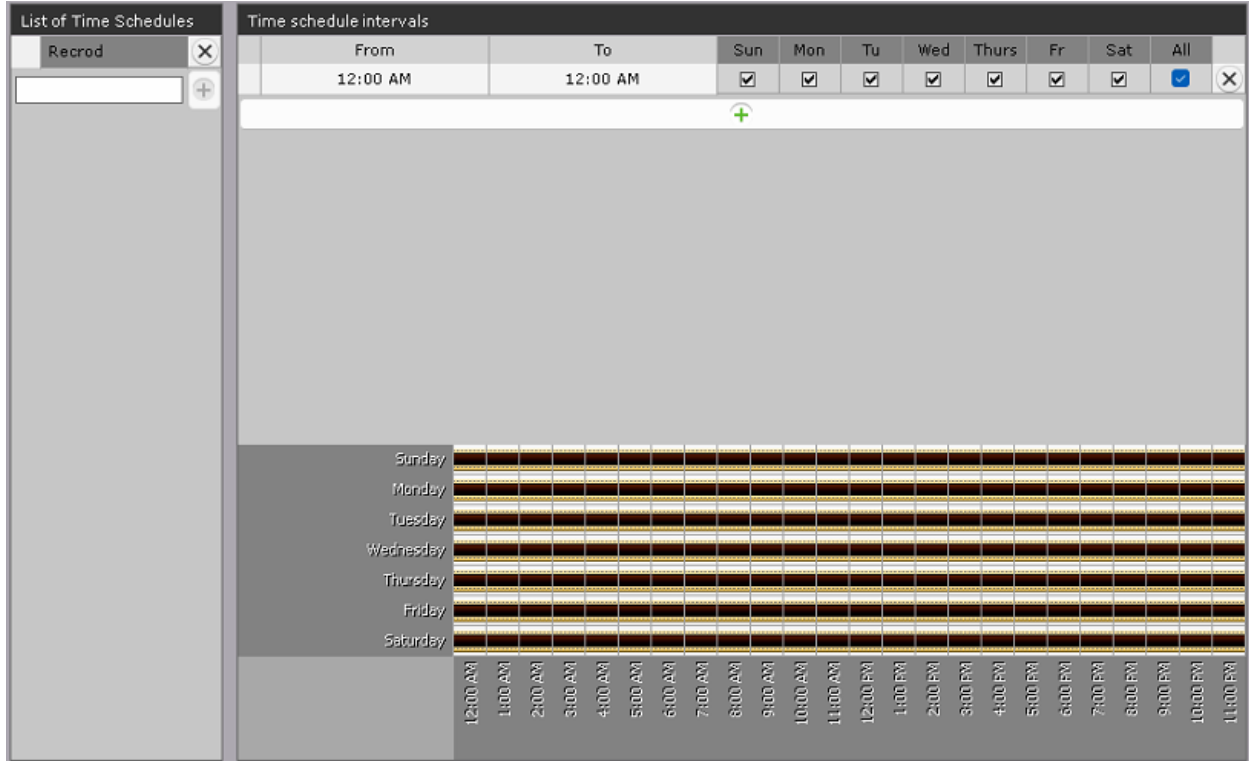 List of Time Schedules
Recrod
Time schedule intervals
From To Sun Mon Tu Wed Thurs Fr Sat All
12:00 AM 12:00 AM
Sunday
Monday
Tuesday
Wednesday
Thursday
Friday
Saturday
12:00 AM
1:00 AM
2:00 AM
3:00 AM
4:00 AM
5:00 AM
6:00 AM
7:00 AM
8:00 AM
9:00 AM
10:00 AM
11:00 AM
12:00 PM
1:00 PM
2:00 PM
3:00 PM
4:00 PM
5:00 PM
6:00 PM
7:00 PM
8:00 PM
9:00 PM
10:00 PM
11:00 PM